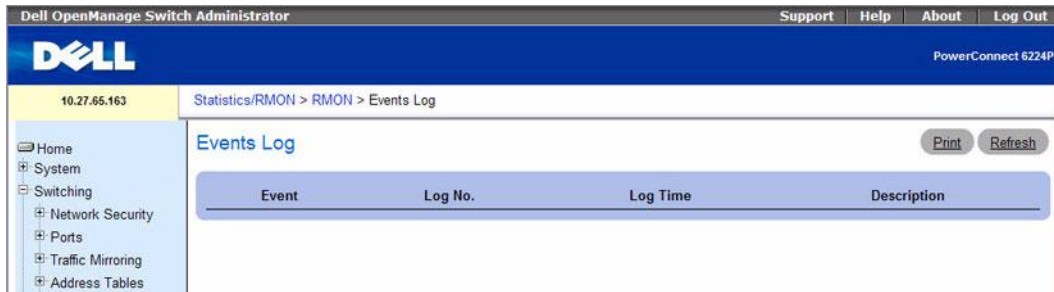 Dell OpenManage Switch Administrator
Support Help About Log Out
DELL
PowerConnect 6224P
10.27.65.163
Statistics/RMON > RMON > Events Log
Home
System
Switching
Network Security
Ports
Traffic Mirroring
Address Tables
Events Log
Print Refresh
Event Log No. Log Time Description